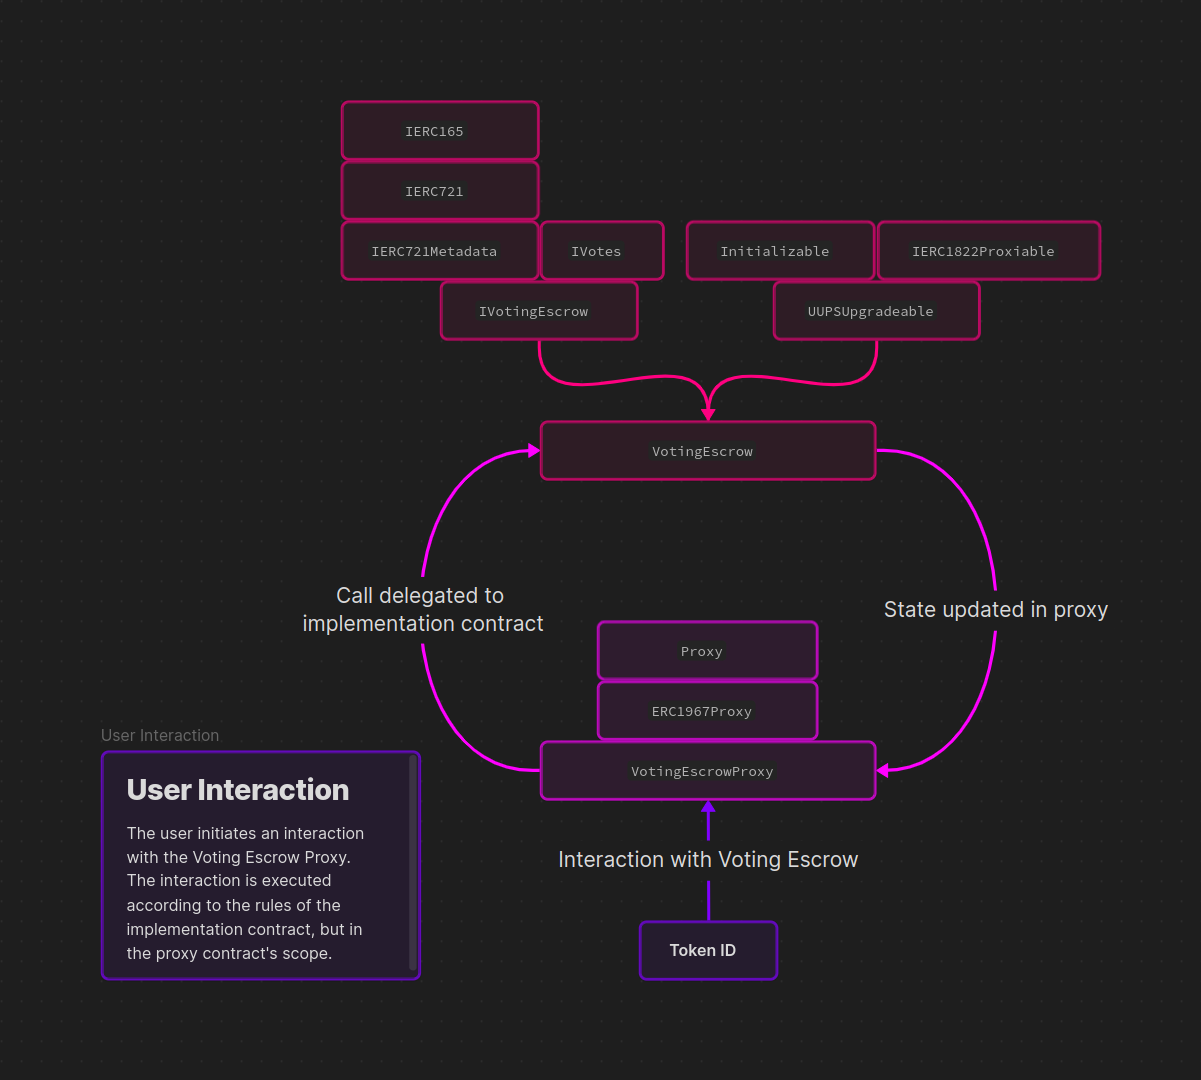 IERC165
IERC721
IERC721Metadata
IVotes
Initializable
IERC1822Proxiable
IVotingEscrow
UUPSUpgradeable
VotingEscrow
Call delegated to
implementation contract
State updated in proxy
Proxy
ERC1967Proxy
VotingEscrowProxy
Interaction with Voting Escrow
Token ID
User Interaction
User Interaction
The user initiates an interaction
with the Voting Escrow Proxy.
The interaction is executed
according to the rules of the
implementation contract, but in
the proxy contract's scope.